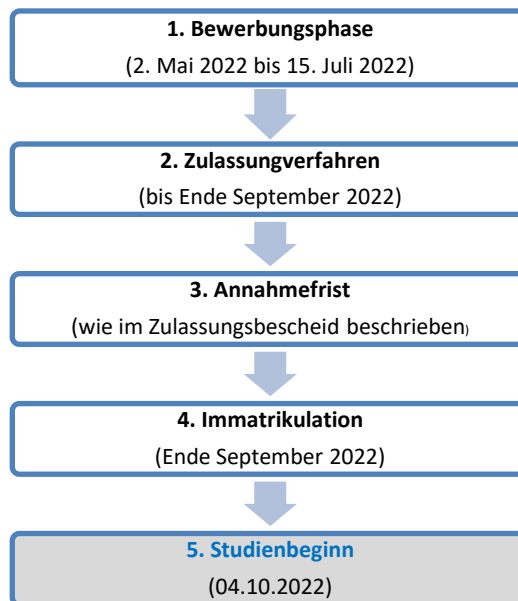 1. Bewerbungsphase
(2. Mai 2022 bis 15. Juli 2022)
2. Zulassungverfahren
(bis Ende September 2022)
3. Annahmefrist
(wie im Zulassungsbescheid beschrieben)
4. Immatrikulation
(Ende September 2022)
5. Studienbeginn
(04.10.2022)